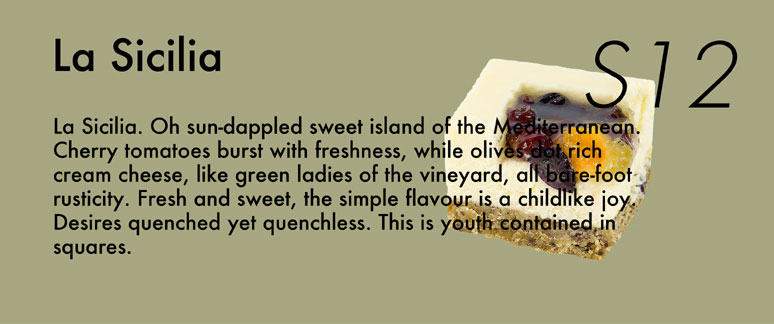 La Sicilia
S12
La Sicilia. Oh sun-dappled sweet island of the Mediterranean.
Cherry tomatoes burst with freshness, while olives dot rich
cream cheese, like green ladies of the vineyard, all bare-foot
rusticity. Fresh and sweet, the simple flavour is a childlike joy.
Desires quenched yet quenchless. This is youth contained in
squares.